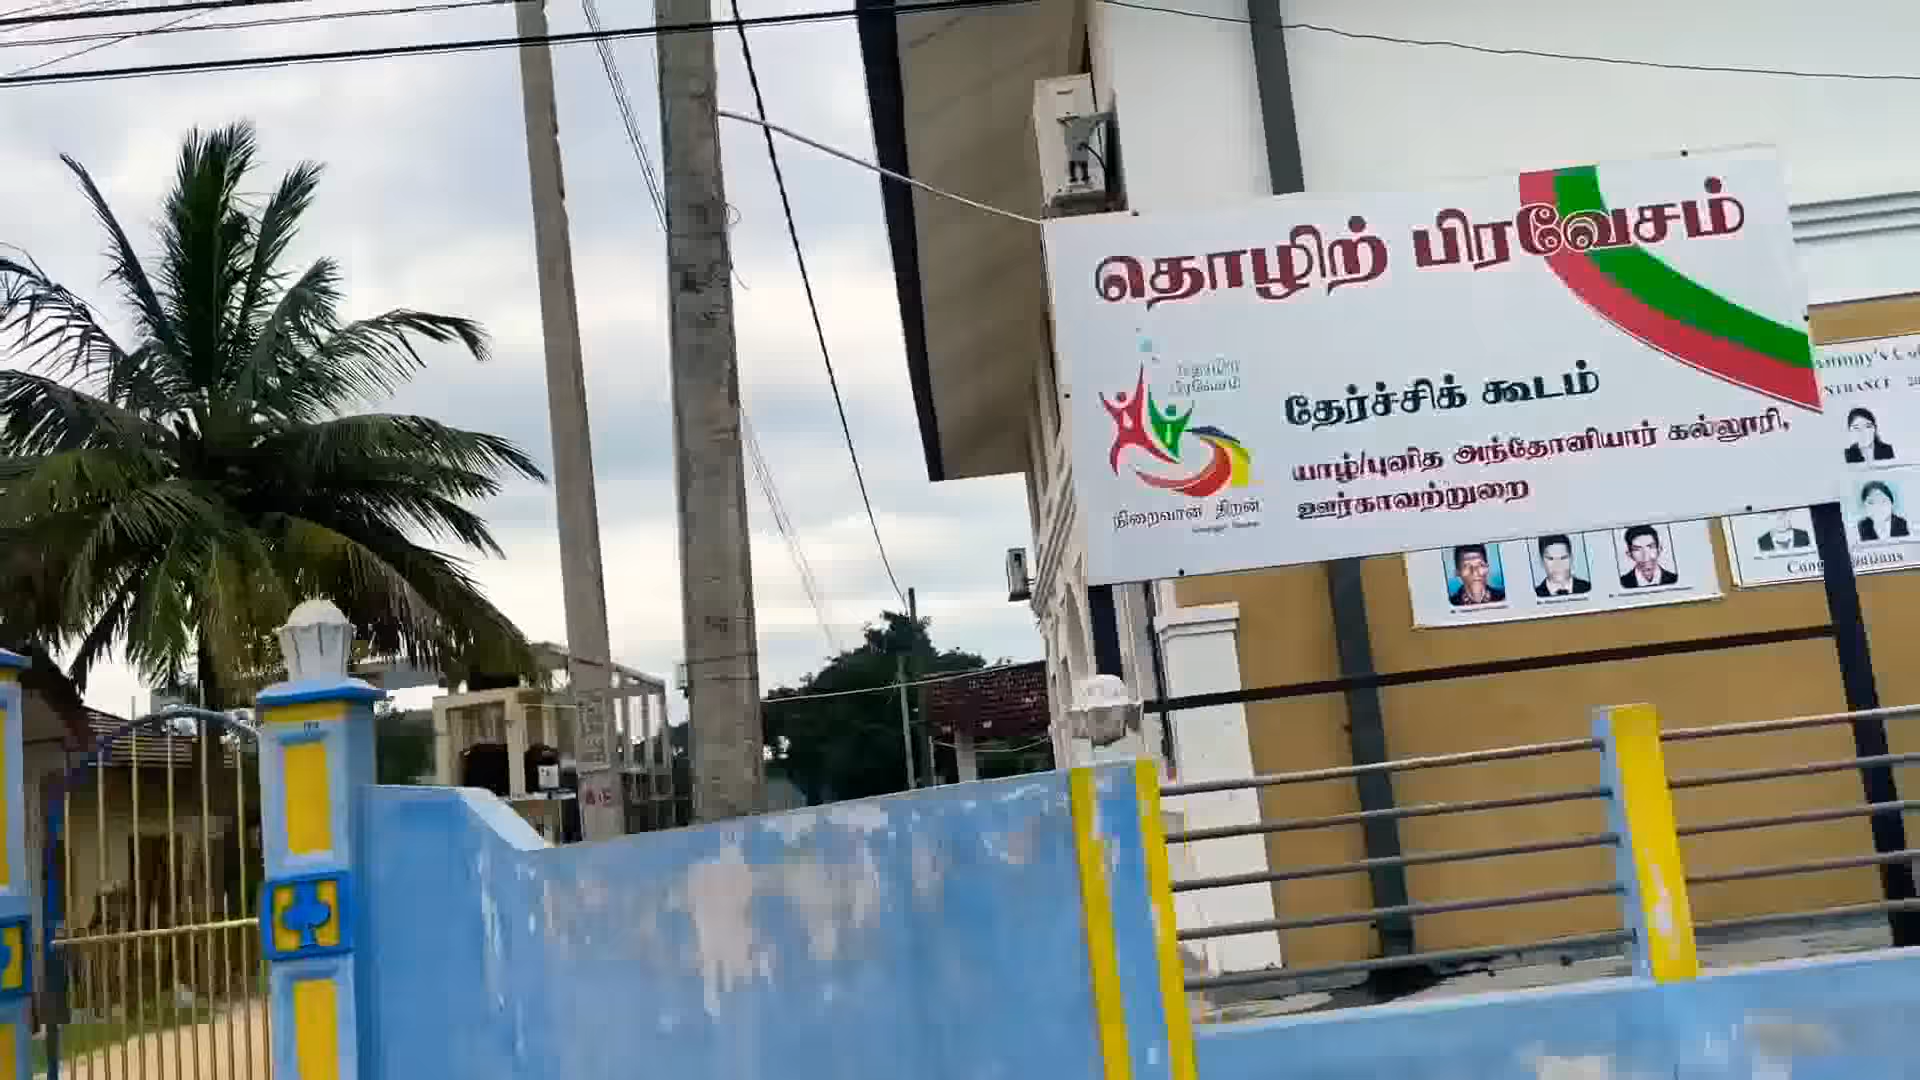 தொழிற் பிரவேசம்
தொழிற்
பிரவேசம்
தேர்ச்சிக் கூடம்
யாழ்/புனித அந்தோனியார் கல்லூரி,
ஊர்காவற்றுறை
நிறைவான திறன்